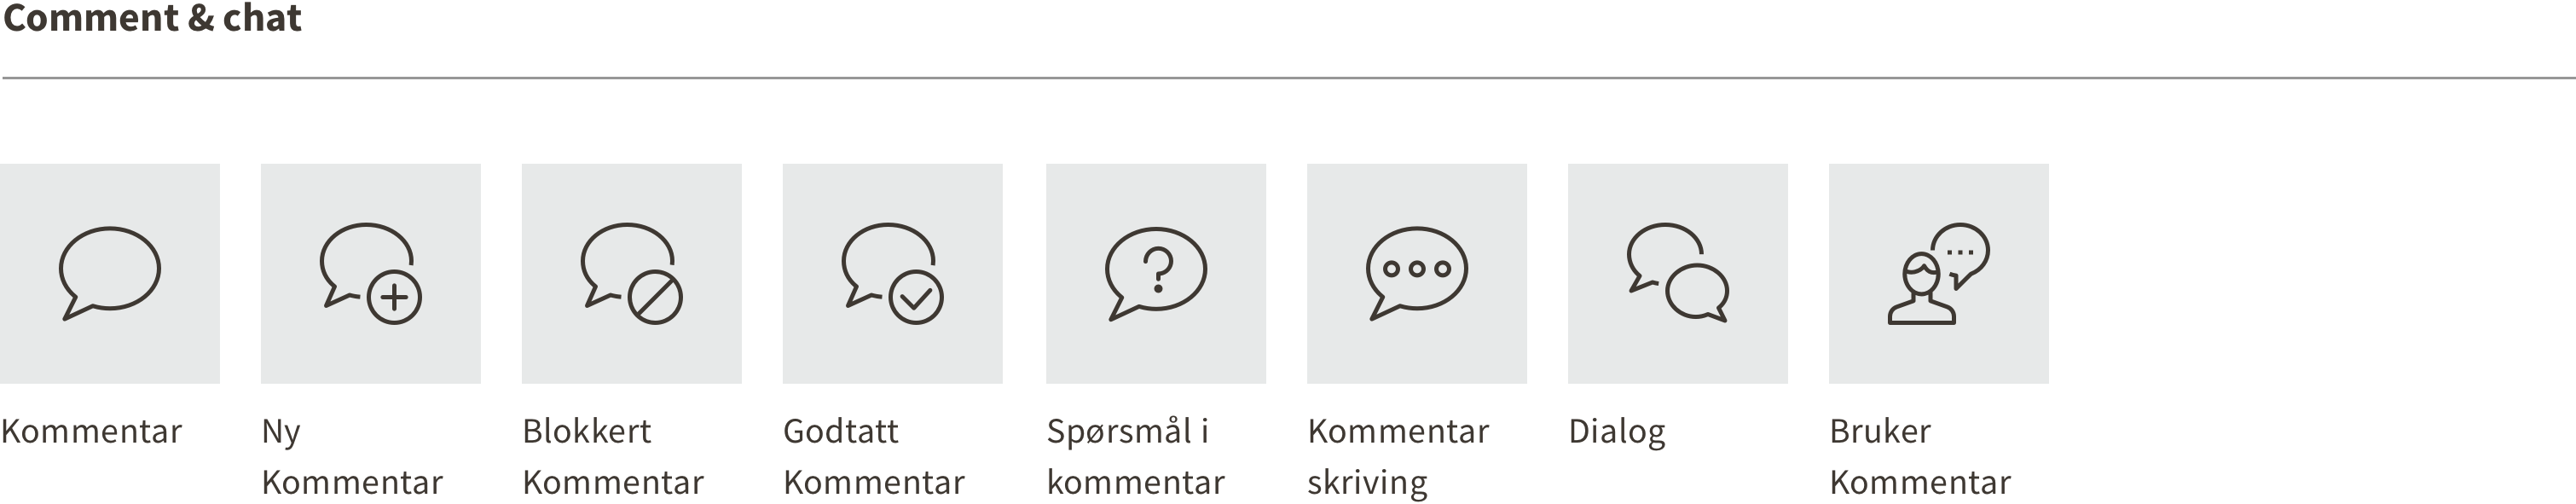 Comment & chat
Kommentar
Ny
Kommentar
Blokkert
Kommentar
Godtatt
Kommentar
Spørsmål i
kommentar
Kommentar
skriving
Dialog
Bruker
Kommentar